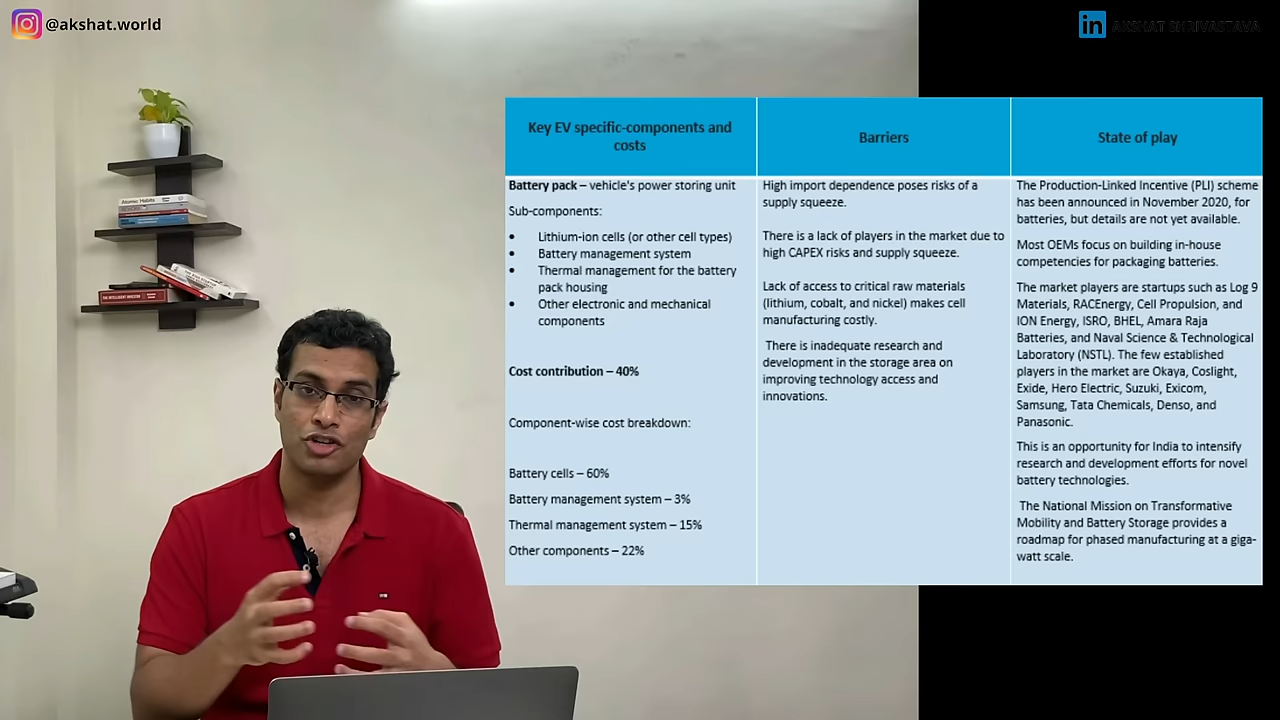 @akshat.world
AKSHAT SHRIVASTAVA
Atomic Habits
THE INTELLIGENT INVESTOR
Key EV specific-components and
costs
Barriers
State of play
Battery pack – vehicle's power storing unit
Sub-components:
• Lithium-ion cells (or other cell types)
• Battery management system
• Thermal management for the battery
pack housing
• Other electronic and mechanical
components
Cost contribution – 40%
Component-wise cost breakdown:
Battery cells – 60%
Battery management system – 3%
Thermal management system – 15%
Other components – 22%
High import dependence poses risks of a
supply squeeze.
There is a lack of players in the market due to
high CAPEX risks and supply squeeze.
Lack of access to critical raw materials
(lithium, cobalt, and nickel) makes cell
manufacturing costly.
There is inadequate research and
development in the storage area on
improving technology access and
innovations.
The Production-Linked Incentive (PLI) scheme
has been announced in November 2020, for
batteries, but details are not yet available.
Most OEMs focus on building in-house
competencies for packaging batteries.
The market players are startups such as Log 9
Materials, RACEnergy, Cell Propulsion, and
ION Energy, ISRO, BHEL, Amara Raja
Batteries, and Naval Science & Technological
Laboratory (NSTL). The few established
players in the market are Okaya, Coslight,
Exide, Hero Electric, Suzuki, Exicom,
Samsung, Tata Chemicals, Denso, and
Panasonic.
This is an opportunity for India to intensify
research and development efforts for novel
battery technologies.
The National Mission on Transformative
Mobility and Battery Storage provides a
roadmap for phased manufacturing at a giga-
watt scale.